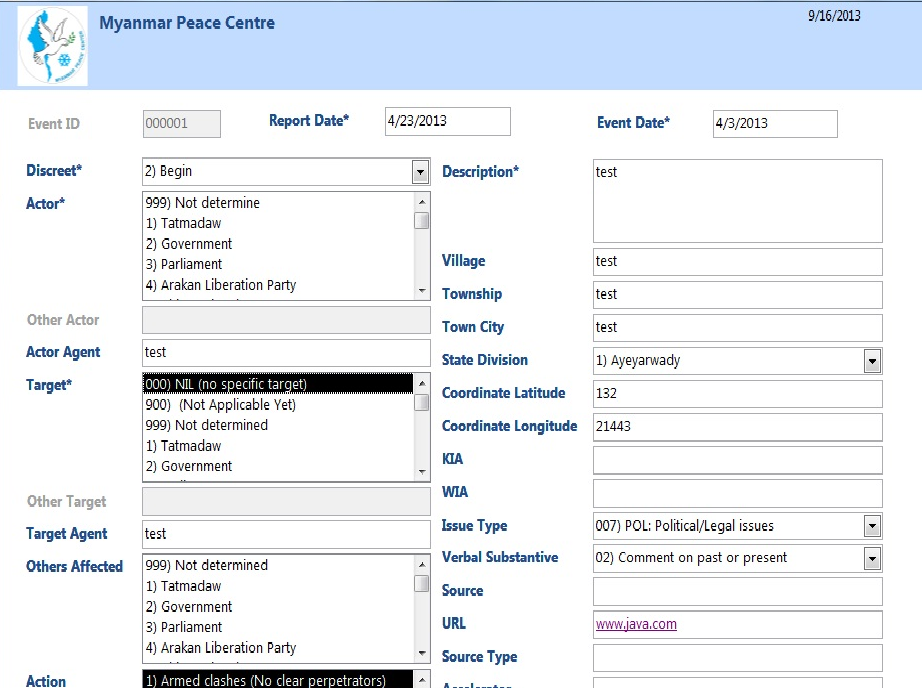 Myanmar Peace Centre
9/16/2013
Event ID 000001 Report Date* 4/23/2013 Event Date* 4/3/2013
Discreet* 2) Begin
Actor* 999) Not determine
1) Tatmadaw
2) Government
3) Parliament
4) Arakan Liberation Party
Other Actor
Actor Agent test
Target* 000) NIL (no specific target)
900) (Not Applicable Yet)
999) Not determined
1) Tatmadaw
2) Government
Other Target
Target Agent test
Others Affected 999) Not determined
1) Tatmadaw
2) Government
3) Parliament
4) Arakan Liberation Party
Action 1) Armed clashes (No clear perpetrators)
Description* test
Village test
Township test
Town City test
State Division 1) Ayeyarwady
Coordinate Latitude 132
Coordinate Longitude 21443
KIA
WIA
Issue Type 007) POL: Political/Legal issues
Verbal Substantive 02) Comment on past or present
Source
URL www.java.com
Source Type